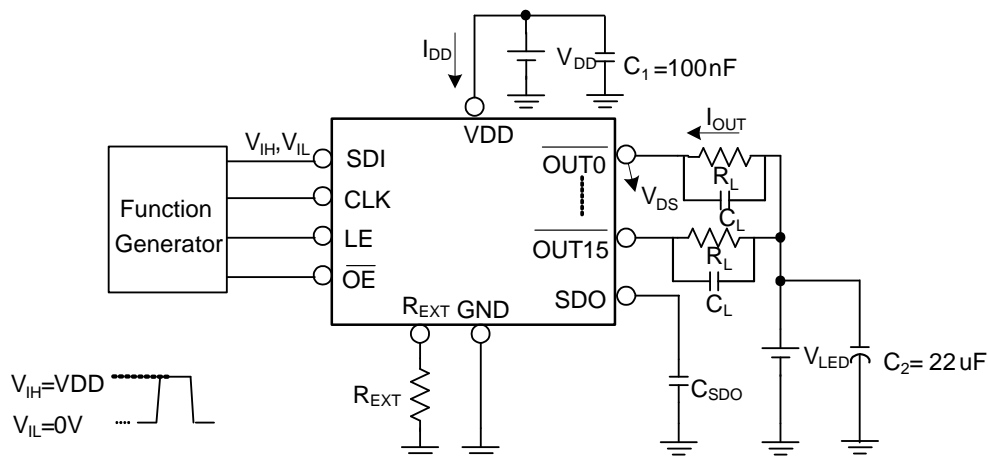 I_DD
V_DD
C_1 =100nF
VDD
I_OUT
V_IH, V_IL
SDI
OUT0
R_L
V_DS
C_L
CLK
Function
Generator
LE
OUT15
R_L
C_L
OE
SDO
R_EXT GND
V_LED
C_2= 22uF
V_IH=VDD
R_EXT
C_SDO
V_IL=0V